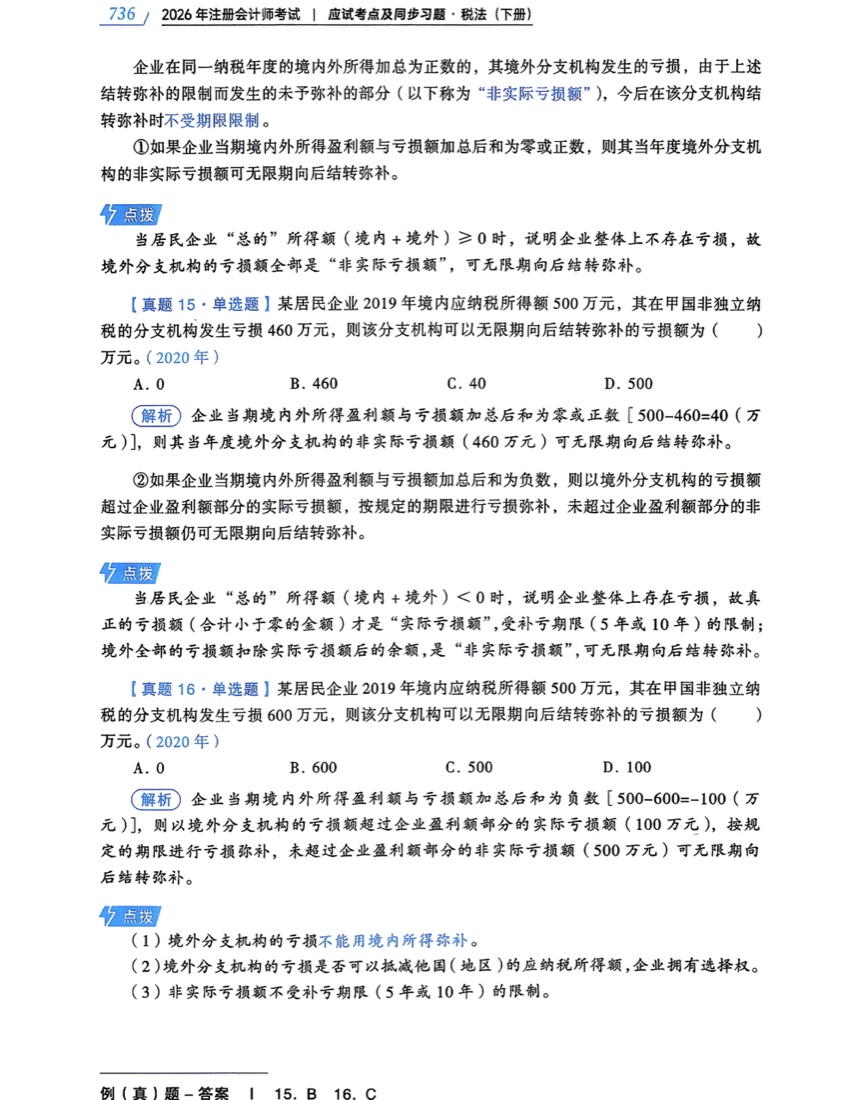 736 / 2026年注册会计师考试 | 应试考点及同步习题·税法（下册）
企业在同一纳税年度的境内外所得加总为正数的，其境外分支机构发生的亏损，由于上述
结转弥补的限制而发生的未予弥补的部分（以下称为“非实际亏损额”），今后在该分支机构结
转弥补时不受期限限制。
①如果企业当期境内外所得盈利额与亏损额加总后和为零或正数，则其当年度境外分支机
构的非实际亏损额可无限期向后结转弥补。
点拨
当居民企业“总的”所得额（境内+境外）≥0时，说明企业整体上不存在亏损，故
境外分支机构的亏损额全部是“非实际亏损额”，可无限期向后结转弥补。
【真题15·单选题】某居民企业2019年境内应纳税所得额500万元，其在甲国非独立纳
税的分支机构发生亏损460万元，则该分支机构可以无限期向后结转弥补的亏损额为（　　）
万元。（2020年）
A. 0　B. 460　C. 40　D. 500
解析 企业当期境内外所得盈利额与亏损额加总后和为零或正数［500-460=40（万
元）］，则其当年度境外分支机构的非实际亏损额（460万元）可无限期向后结转弥补。
②如果企业当期境内外所得盈利额与亏损额加总后和为负数，则以境外分支机构的亏损额
超过企业盈利额部分的实际亏损额，按规定的期限进行亏损弥补，未超过企业盈利额部分的非
实际亏损额仍可无限期向后结转弥补。
点拨
当居民企业“总的”所得额（境内+境外）＜0时，说明企业整体上存在亏损，故真
正的亏损额（合计小于零的金额）才是“实际亏损额”，受补亏期限（5年或10年）的限制；
境外全部的亏损额扣除实际亏损额后的余额，是“非实际亏损额”，可无限期向后结转弥补。
【真题16·单选题】某居民企业2019年境内应纳税所得额500万元，其在甲国非独立纳
税的分支机构发生亏损600万元，则该分支机构可以无限期向后结转弥补的亏损额为（　　）
万元。（2020年）
A. 0　B. 600　C. 500　D. 100
解析 企业当期境内外所得盈利额与亏损额加总后和为负数［500-600=-100（万
元）］，则以境外分支机构的亏损额超过企业盈利额部分的实际亏损额（100万元），按规
定的期限进行亏损弥补，未超过企业盈利额部分的非实际亏损额（500万元）可无限期向
后结转弥补。
点拨
（1）境外分支机构的亏损不能用境内所得弥补。
（2）境外分支机构的亏损是否可以抵减他国（地区）的应纳税所得额，企业拥有选择权。
（3）非实际亏损额不受补亏期限（5年或10年）的限制。
例（真）题-答案 | 15. B 16. C